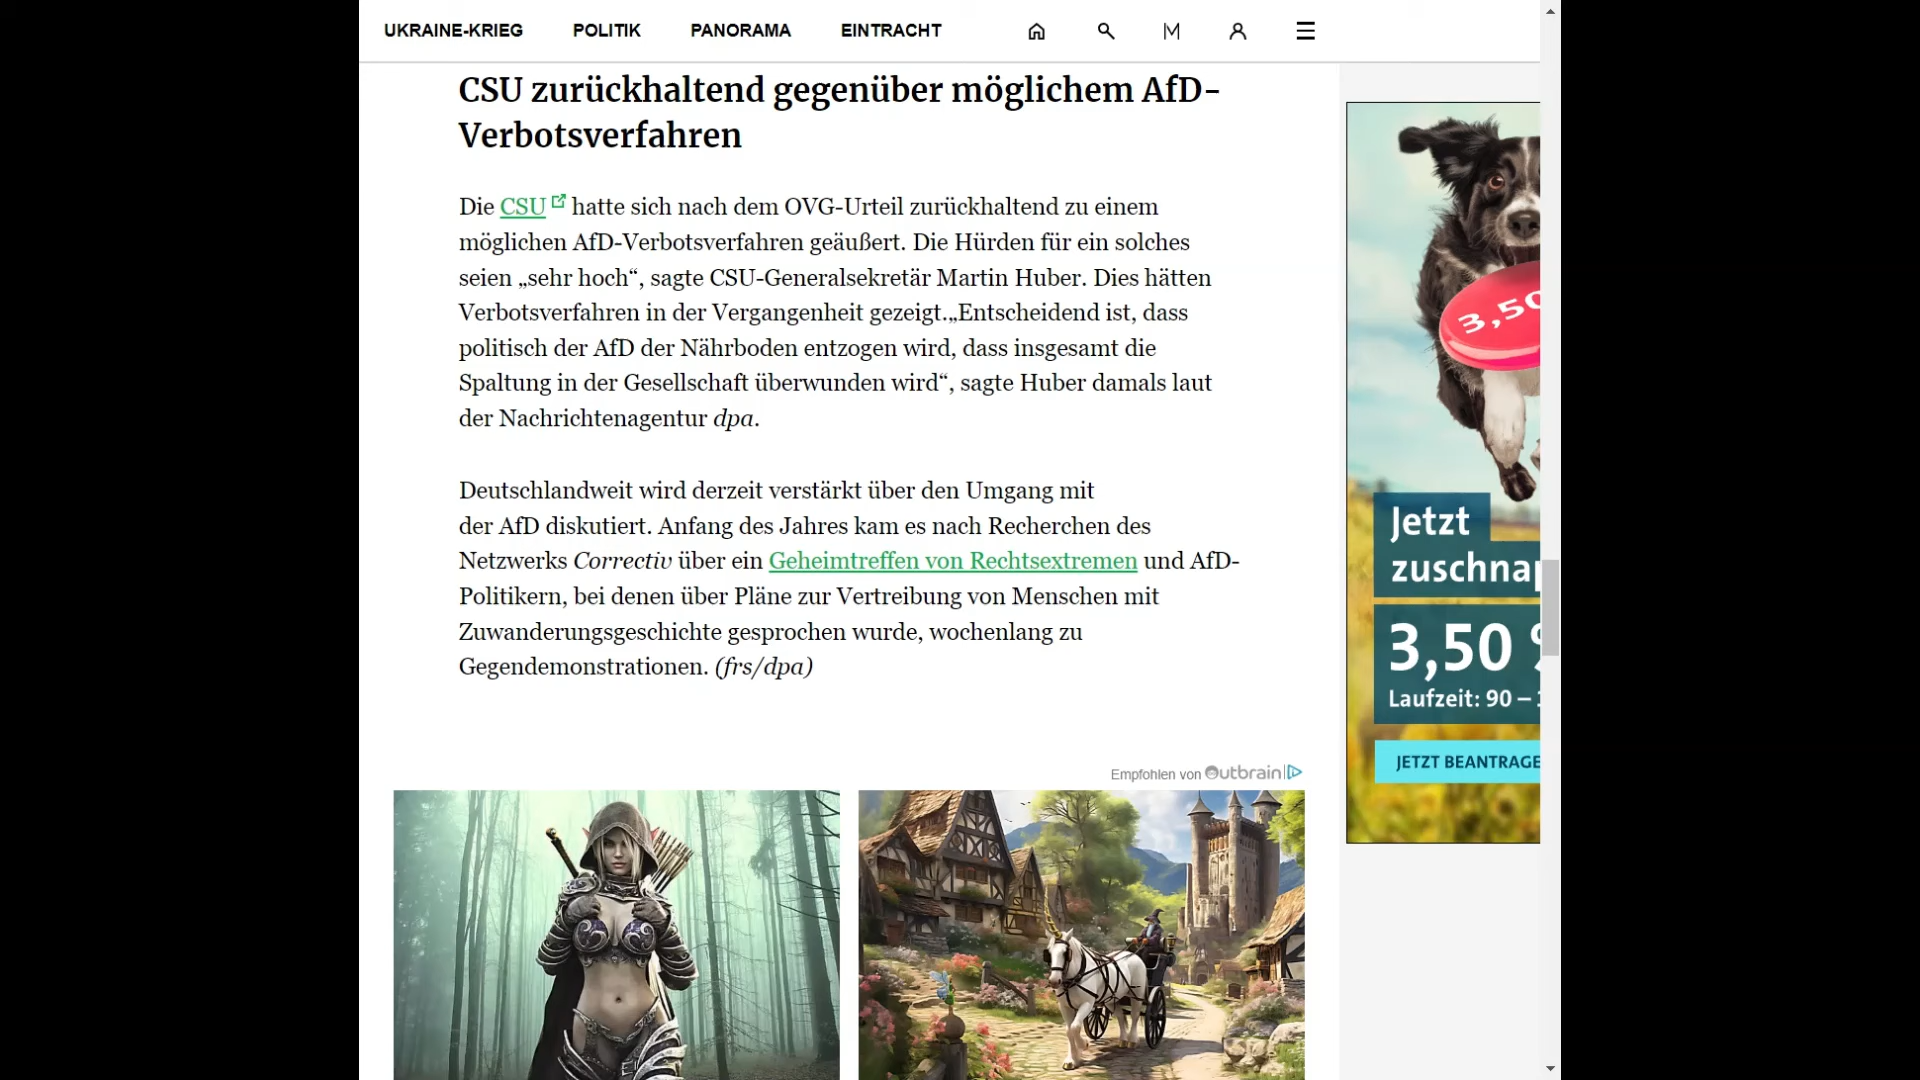 UKRAINE-KRIEG POLITIK PANORAMA EINTRACHT
CSU zurückhaltend gegenüber möglichem AfD-
Verbotsverfahren
Die CSU hatte sich nach dem OVG-Urteil zurückhaltend zu einem
möglichen AfD-Verbotsverfahren geäußert. Die Hürden für ein solches
seien „sehr hoch“, sagte CSU-Generalsekretär Martin Huber. Dies hätten
Verbotsverfahren in der Vergangenheit gezeigt.„Entscheidend ist, dass
politisch der AfD der Nährboden entzogen wird, dass insgesamt die
Spaltung in der Gesellschaft überwunden wird“, sagte Huber damals laut
der Nachrichtenagentur dpa.
Deutschlandweit wird derzeit verstärkt über den Umgang mit
der AfD diskutiert. Anfang des Jahres kam es nach Recherchen des
Netzwerks Correctiv über ein Geheimtreffen von Rechtsextremen und AfD-
Politikern, bei denen über Pläne zur Vertreibung von Menschen mit
Zuwanderungsgeschichte gesprochen wurde, wochenlang zu
Gegendemonstrationen. (frs/dpa)
Empfohlen von Outbrain
3,50
Jetzt
zuschnap
3,50 %
Laufzeit: 90 –
JETZT BEANTRAGE